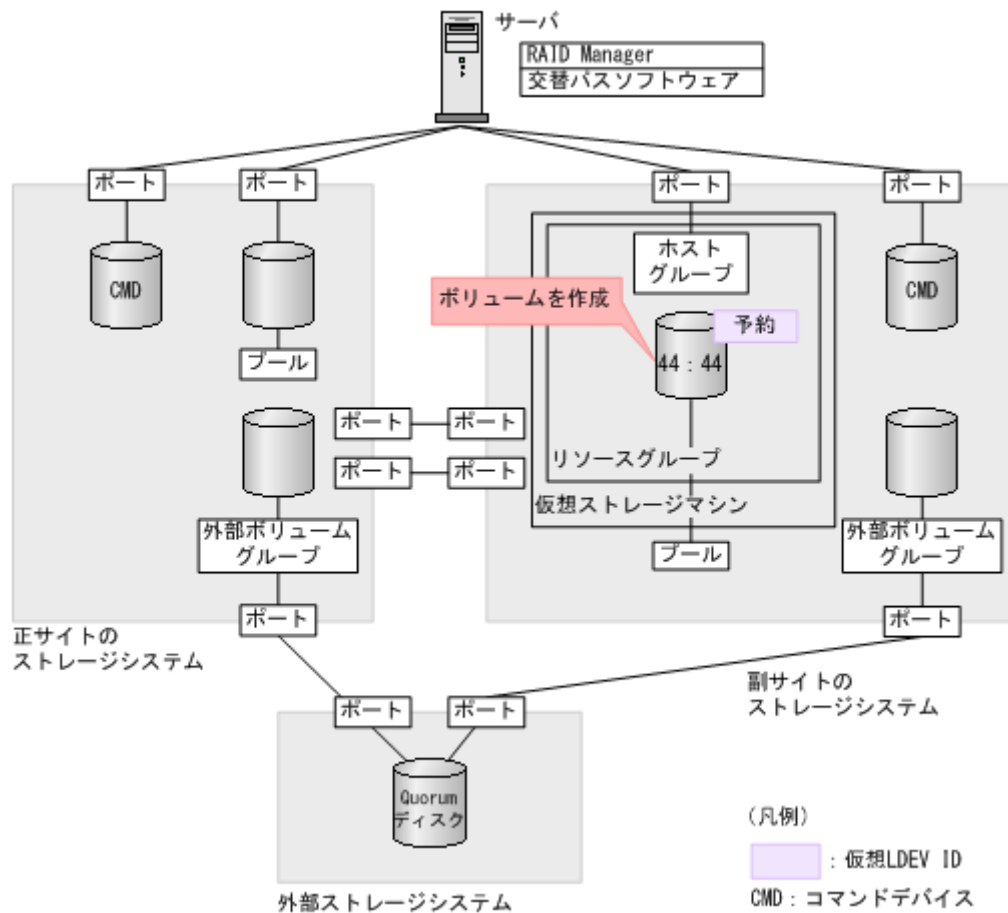 サーバ
RAID Manager
交替パスソフトウェア
ポート
ポート
ポート
ポート
CMD
プール
ホスト
グループ
ボリュームを作成
予約
44：44
CMD
ポート
ポート
ポート
ポート
リソースグループ
仮想ストレージマシン
プール
外部ボリューム
グループ
外部ボリューム
グループ
ポート
ポート
正サイトの
ストレージシステム
副サイトの
ストレージシステム
ポート
ポート
Quorum
ディスク
外部ストレージシステム
（凡例）
：仮想LDEV ID
CMD：コマンドデバイス